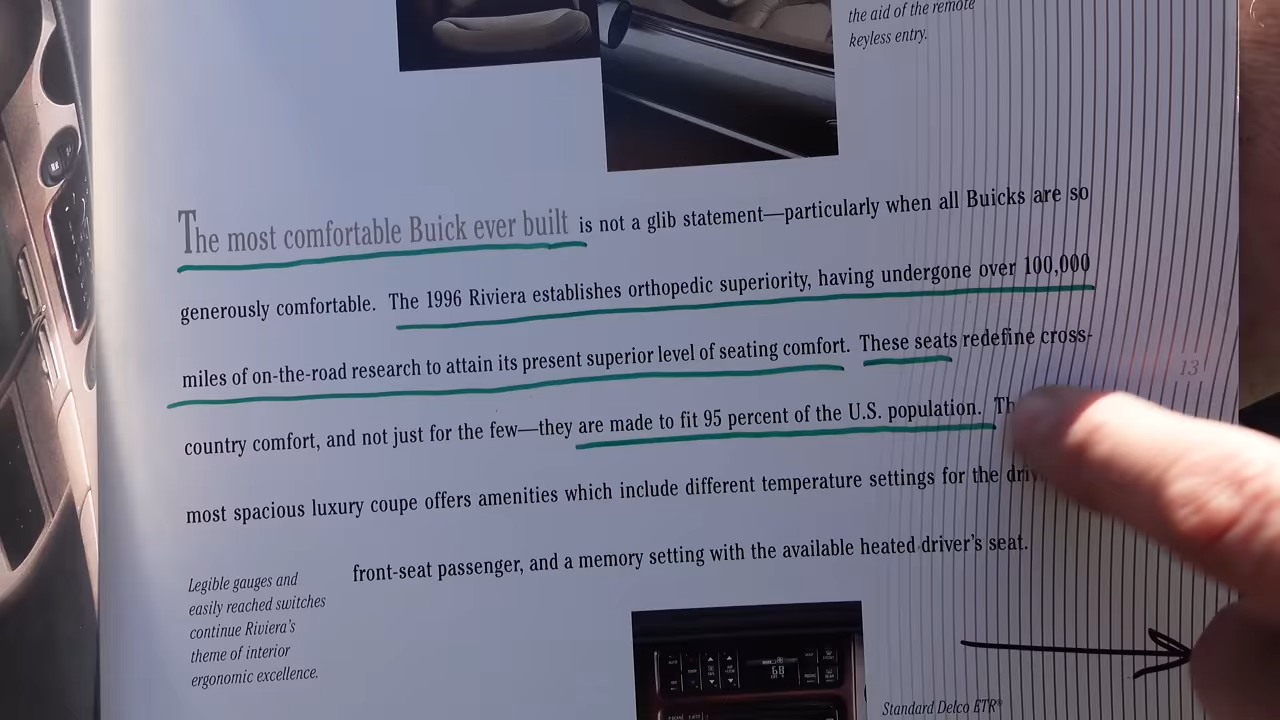 the aid of the remote
keyless entry.
The most comfortable Buick ever built is not a glib statement—particularly when all Buicks are so
generously comfortable. The 1996 Riviera establishes orthopedic superiority, having undergone over 100,000
miles of on-the-road research to attain its present superior level of seating comfort. These seats redefine cross-
13
country comfort, and not just for the few—they are made to fit 95 percent of the U.S. population.
most spacious luxury coupe offers amenities which include different temperature settings for the
front-seat passenger, and a memory setting with the available heated driver's seat.
Legible gauges and
easily reached switches
continue Riviera's
theme of interior
ergonomic excellence.
68
Standard Delco ETR®